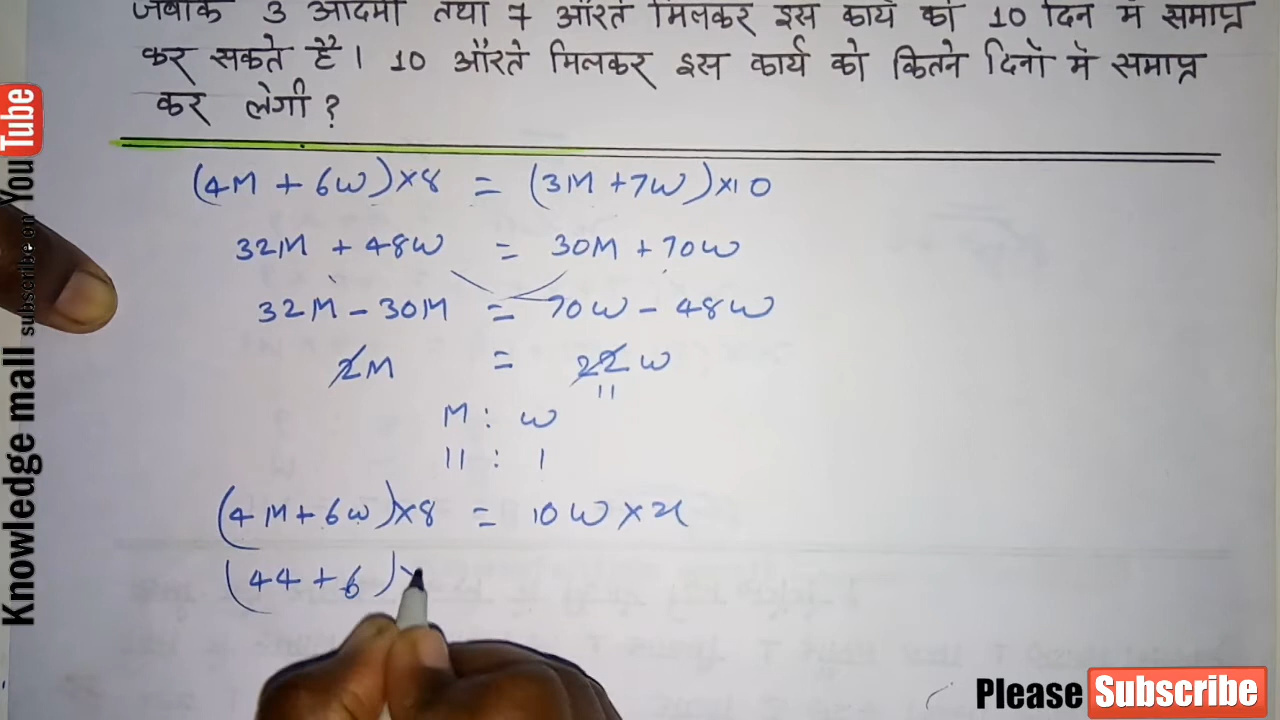 जबकि 3 आदमी तथा 7 औरते मिलकर इस कार्य को 10 दिन में समाप्त
कर सकते है। 10 औरते मिलकर इस कार्य को कितने दिनों में समाप्त
कर लेगी ?
(4M + 6W) × 8 = (3M + 7W) × 10
32M + 48W = 30M + 70W
32M - 30M = 70W - 48W
2M = 22 W
11
M : W
11 : 1
(4M + 6W) × 8 = 10W × x
(44 + 6) ×
Knowledge mall subscribe on YouTube
Please Subscribe